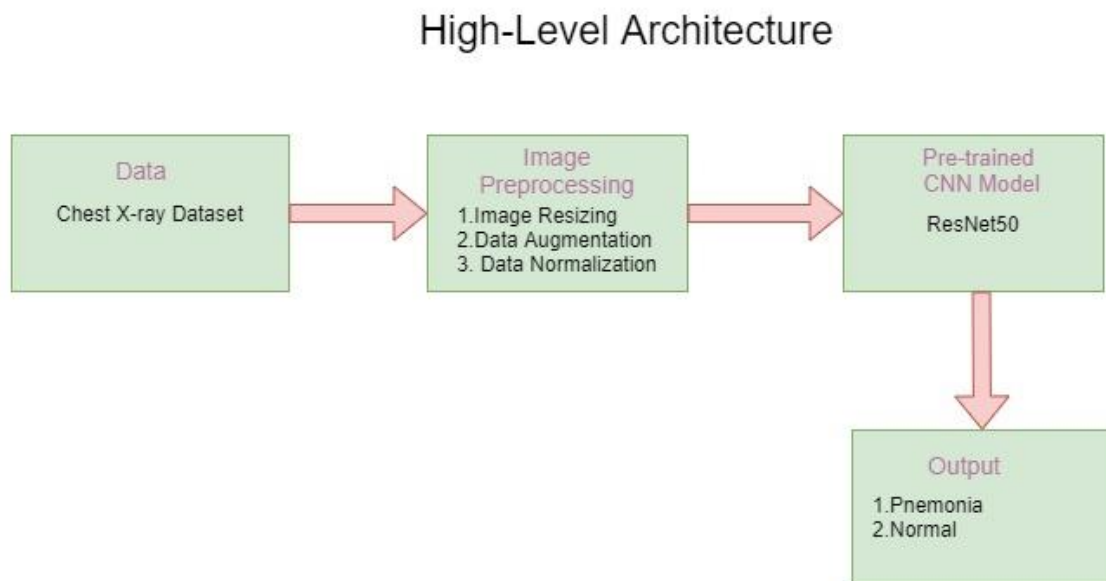 High-Level Architecture
Data
Chest X-ray Dataset
Image
Preprocessing
1.Image Resizing
2.Data Augmentation
3. Data Normalization
Pre-trained
CNN Model
ResNet50
Output
1.Pnemonia
2.Normal